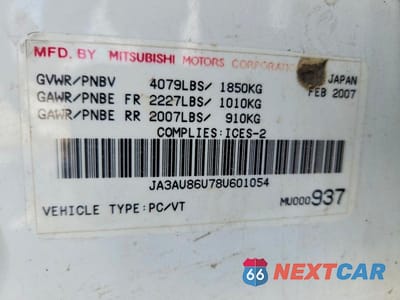 MFD. BY MITSUBISHI MOTORS CORPORATION
JAPAN
GVWR/PNBV 4079LBS/ 1850KG FEB 2007
GAWR/PNBE FR 2227LBS/ 1010KG
GAWR/PNBE RR 2007LBS/ 910KG
COMPLIES:ICES-2
JA3AU86U78U601054
VEHICLE TYPE:PC/VT MU000937
66 NEXTCAR